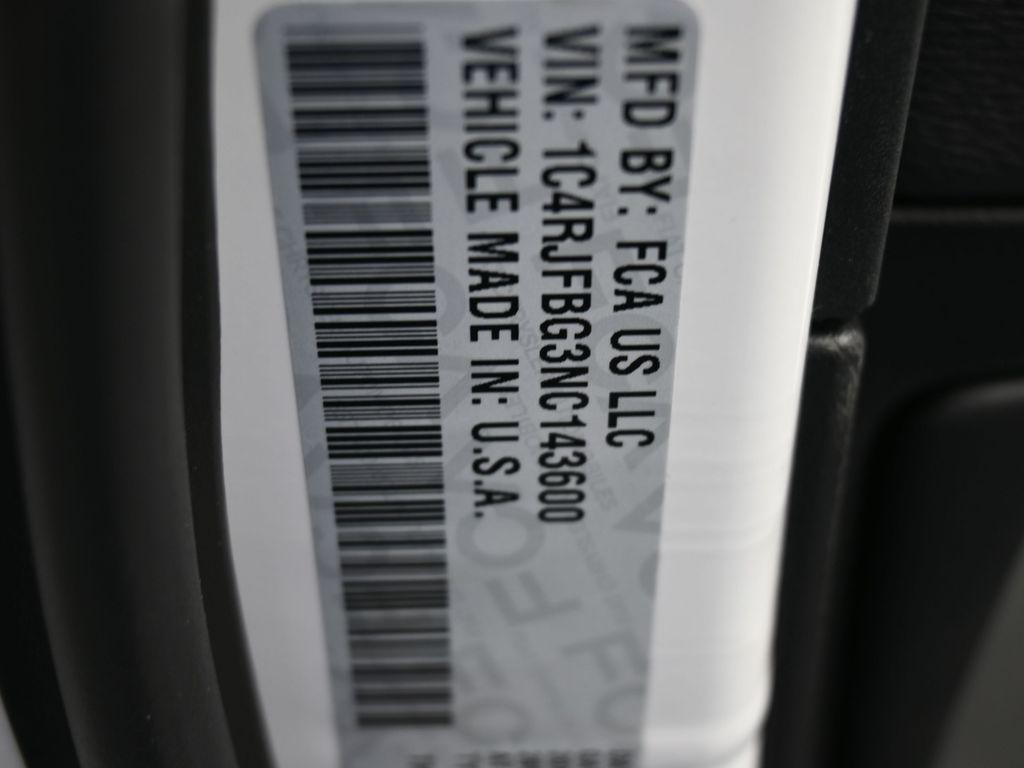 MFD BY: FCA US LLC
VIN: 1C4RJFBG3NC143600
VEHICLE MADE IN: U.S.A.